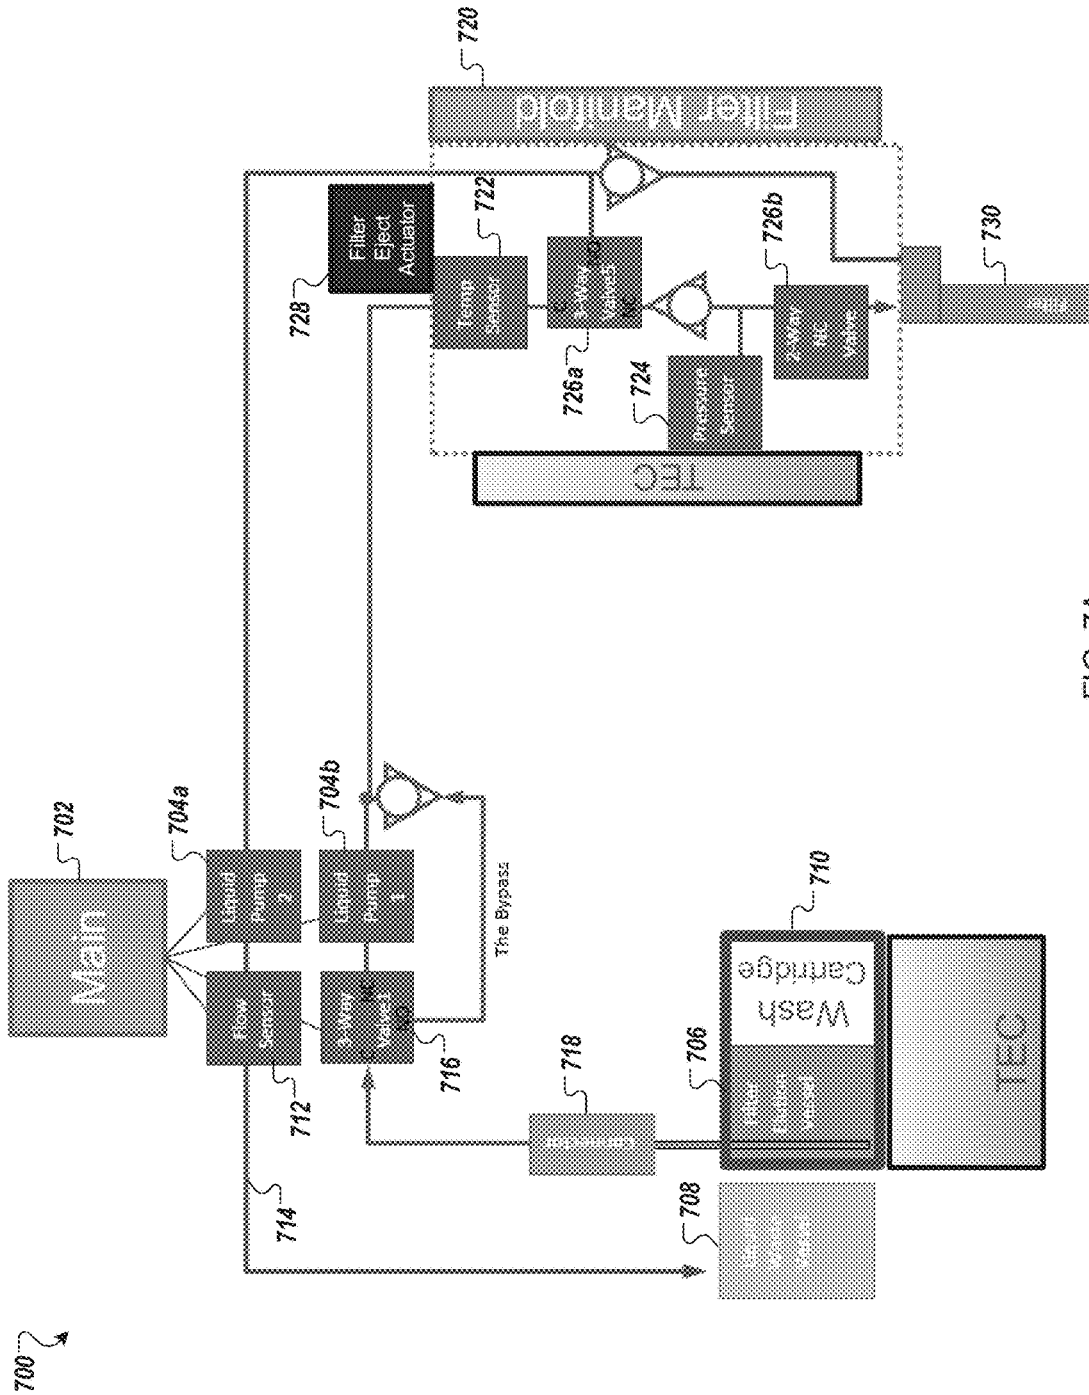 700
Main
702
704a
Liquid
Pump
2
Flow
Sensor
712
714
704b
Liquid
Pump
1
3-Way
NC
NO
716
The Bypass
718
706
Filter
Vessel
Wash
Cartridge
710
TEC
708
720
Filter Manifold
728
Filter
Eject
Actuator
722
Temp
Sensor
726a
C
3-Way
NO
NC
724
Pressure
Sensor
TEC
726b
2-Way
NC
Valve
730